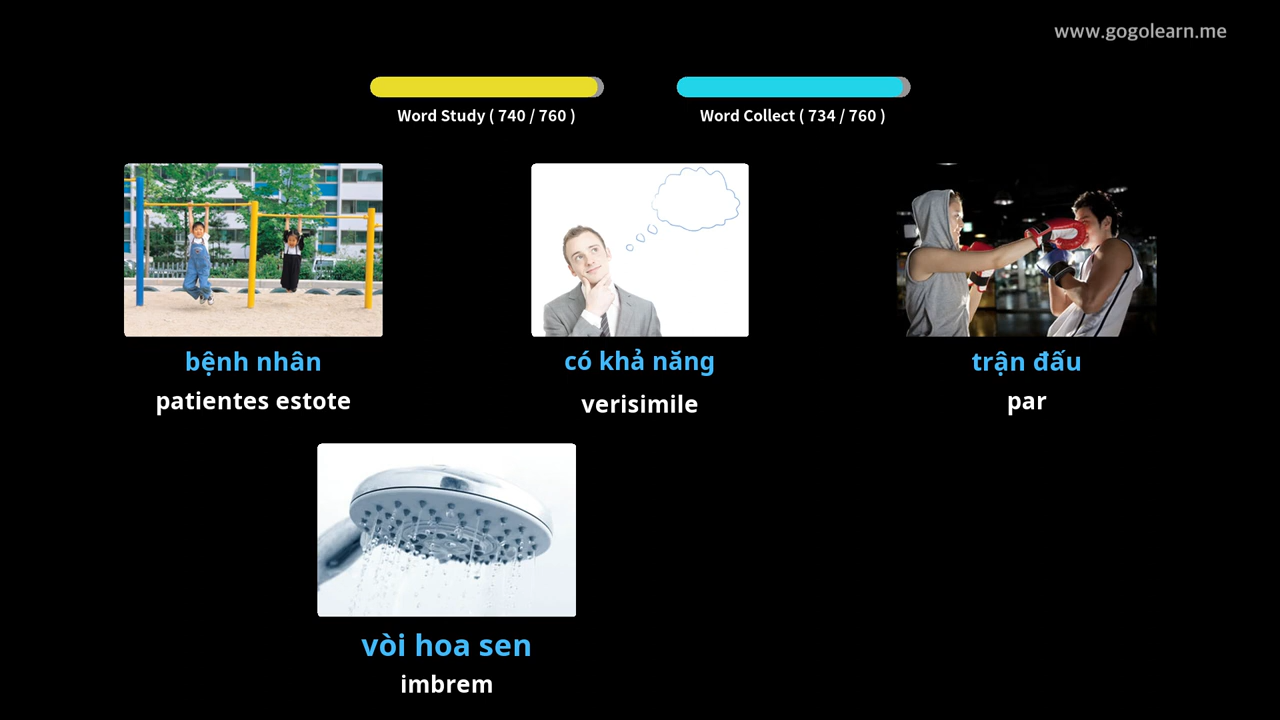 www.gogolearn.me
Word Study ( 740 / 760 )
Word Collect ( 734 / 760 )
bệnh nhân
patientes estote
có khả năng
verisimile
trận đấu
par
vòi hoa sen
imbrem